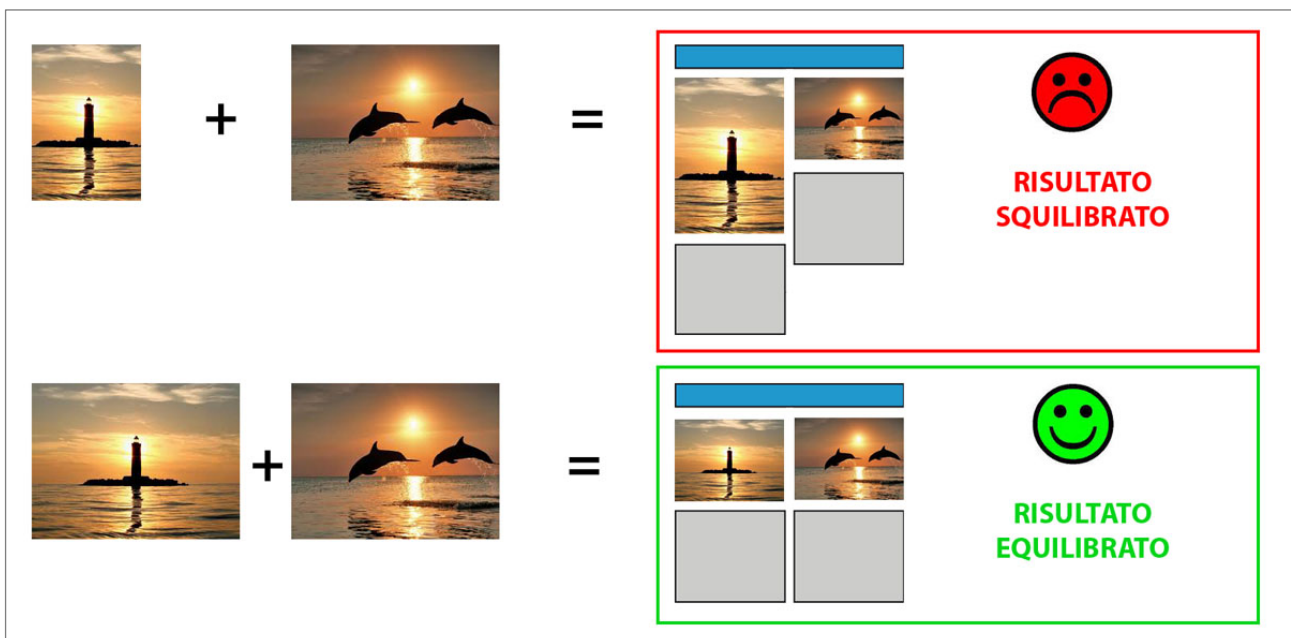 +
=
RISULTATO
SQUILIBRATO
+
=
RISULTATO
EQUILIBRATO